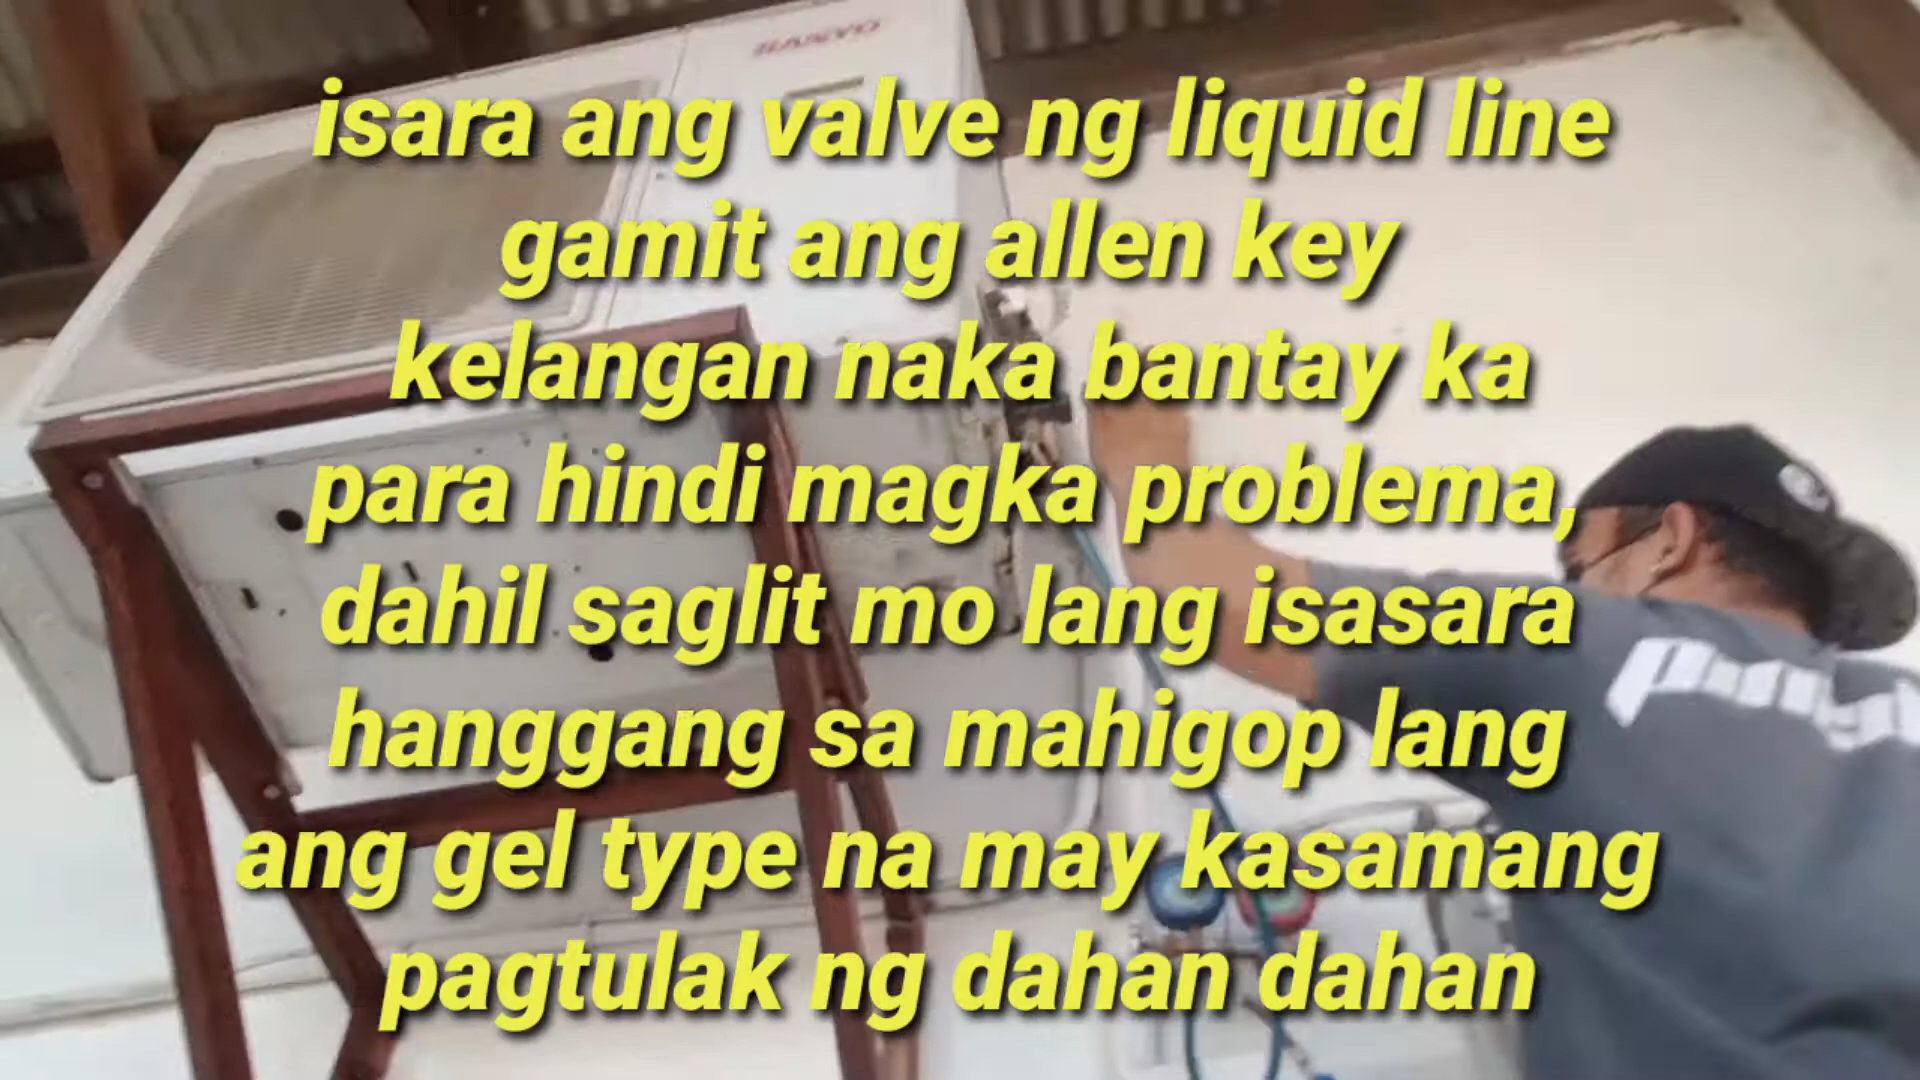 SANYO
isara ang valve ng liquid line
gamit ang allen key
kelangan naka bantay ka
para hindi magka problema,
dahil saglit mo lang isasara
hanggang sa mahigop lang
ang gel type na may kasamang
pagtulak ng dahan dahan